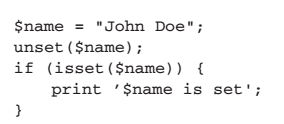 $name = "John Doe";
unset($name);
if (isset($name)) {
    print ’$name is set';
}